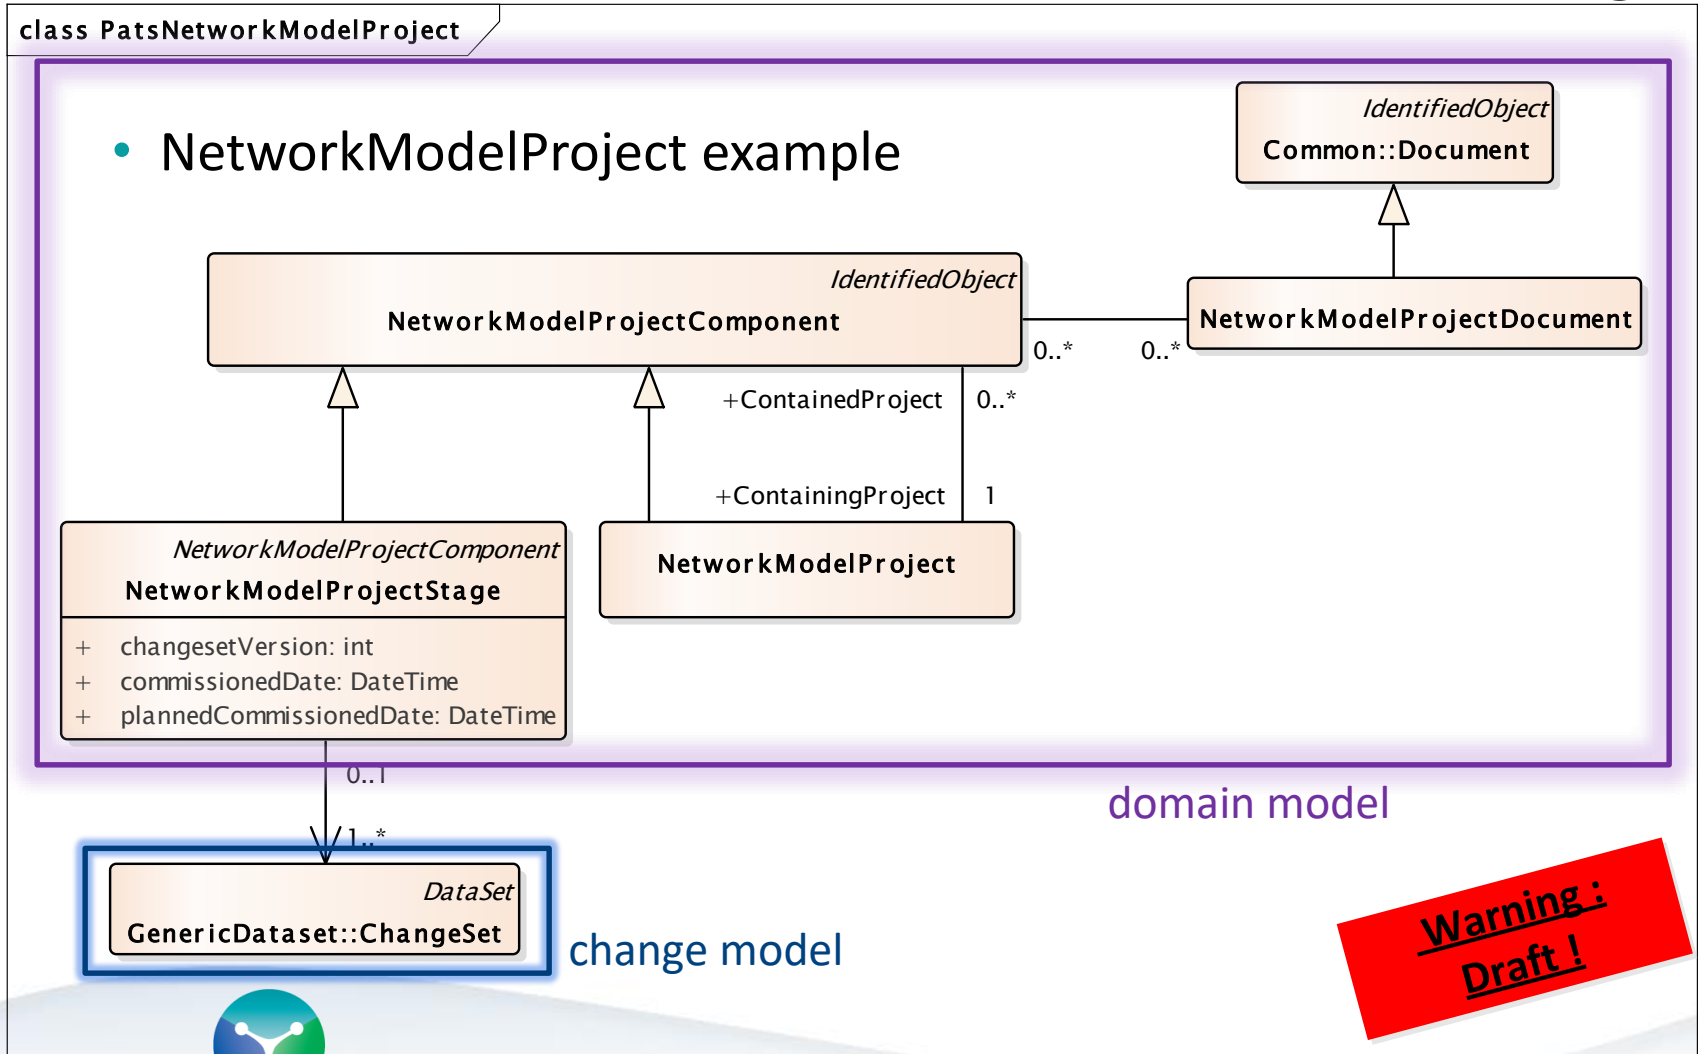 class PatsNetworkModelProject
• NetworkModelProject example
IdentifiedObject
Common::Document
IdentifiedObject
NetworkModelProjectComponent
NetworkModelProjectDocument
0..*
0..*
+ContainedProject
0..*
+ContainingProject
1
NetworkModelProjectComponent
NetworkModelProjectStage
+ changesetVersion: int
+ commissionedDate: DateTime
+ plannedCommissionedDate: DateTime
NetworkModelProject
0..1
domain model
1..*
DataSet
GenericDataset::ChangeSet
change model
Warning :
Draft !